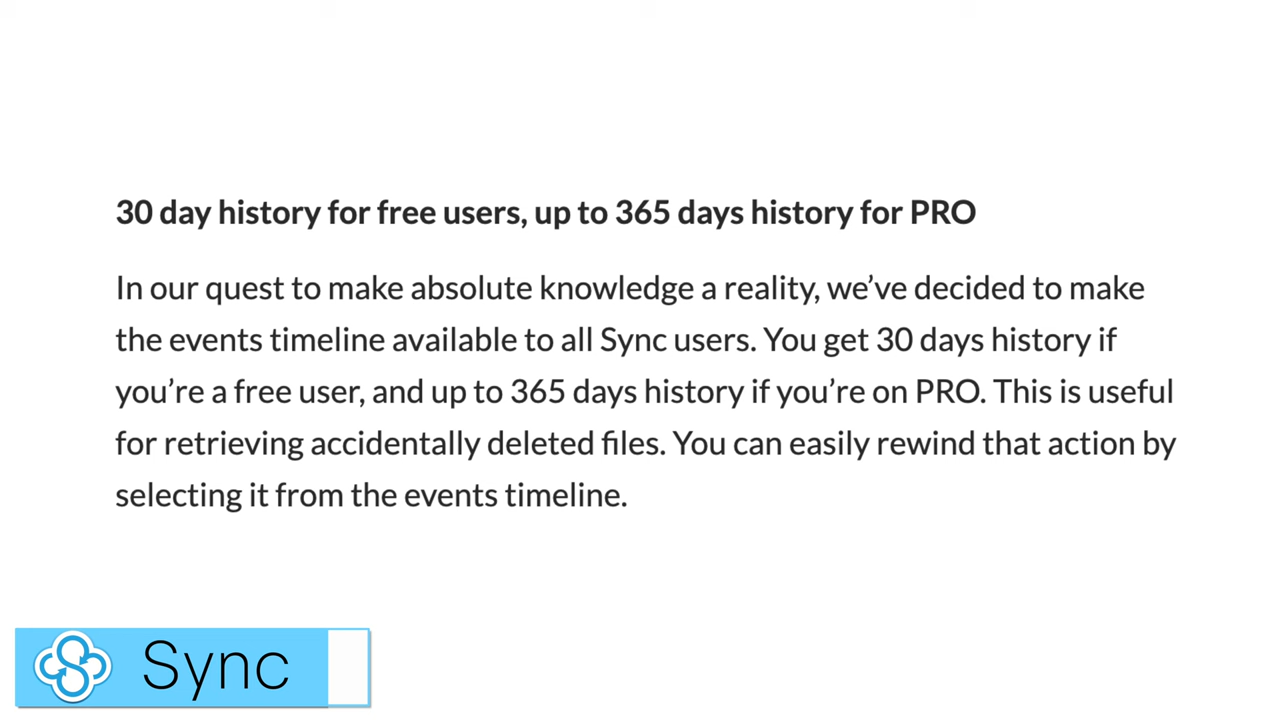 30 day history for free users, up to 365 days history for PRO
In our quest to make absolute knowledge a reality, we’ve decided to make
the events timeline available to all Sync users. You get 30 days history if
you’re a free user, and up to 365 days history if you’re on PRO. This is useful
for retrieving accidentally deleted files. You can easily rewind that action by
selecting it from the events timeline.
Sync